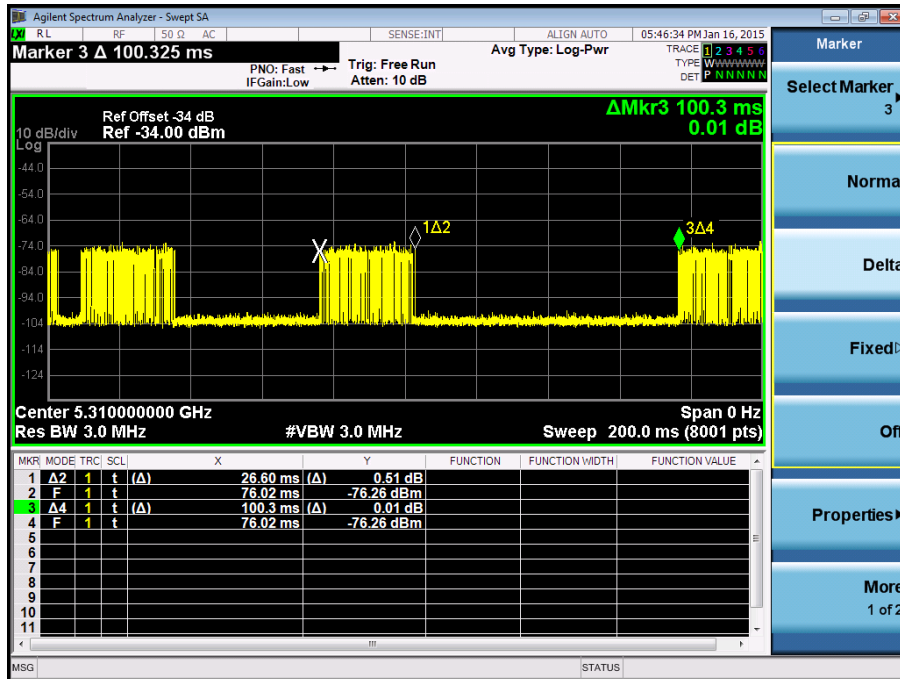 Agilent Spectrum Analyzer - Swept SA
LXI RL RF 50 Ω AC SENSE:INT ALIGN AUTO 05:46:34 PM Jan 16, 2015
Marker 3 Δ 100.325 ms
PNO: Fast
IFGain:Low
Trig: Free Run
Atten: 10 dB
Avg Type: Log-Pwr
TRACE 1 2 3 4 5 6
TYPE WWWWWWW
DET P N N N N N
ΔMkr3 100.3 ms
0.01 dB
Ref Offset -34 dB
10 dB/div Ref -34.00 dBm
Log
-44.0
-54.0
-64.0
-74.0
-84.0
-94.0
-104
-114
-124
1Δ2
3Δ4
X
Center 5.310000000 GHz Span 0 Hz
Res BW 3.0 MHz #VBW 3.0 MHz Sweep 200.0 ms (8001 pts)
MKR MODE TRC SCL X Y FUNCTION FUNCTION WIDTH FUNCTION VALUE
1 Δ2 1 t (Δ) 26.60 ms (Δ) 0.51 dB
2 F 1 t 76.02 ms -76.26 dBm
3 Δ4 1 t (Δ) 100.3 ms (Δ) 0.01 dB
4 F 1 t 76.02 ms -76.26 dBm
5
6
7
8
9
10
11
MSG STATUS
Marker
Select Marker
3
Norma
Delta
Fixed
Of
Properties
More
1 of 2